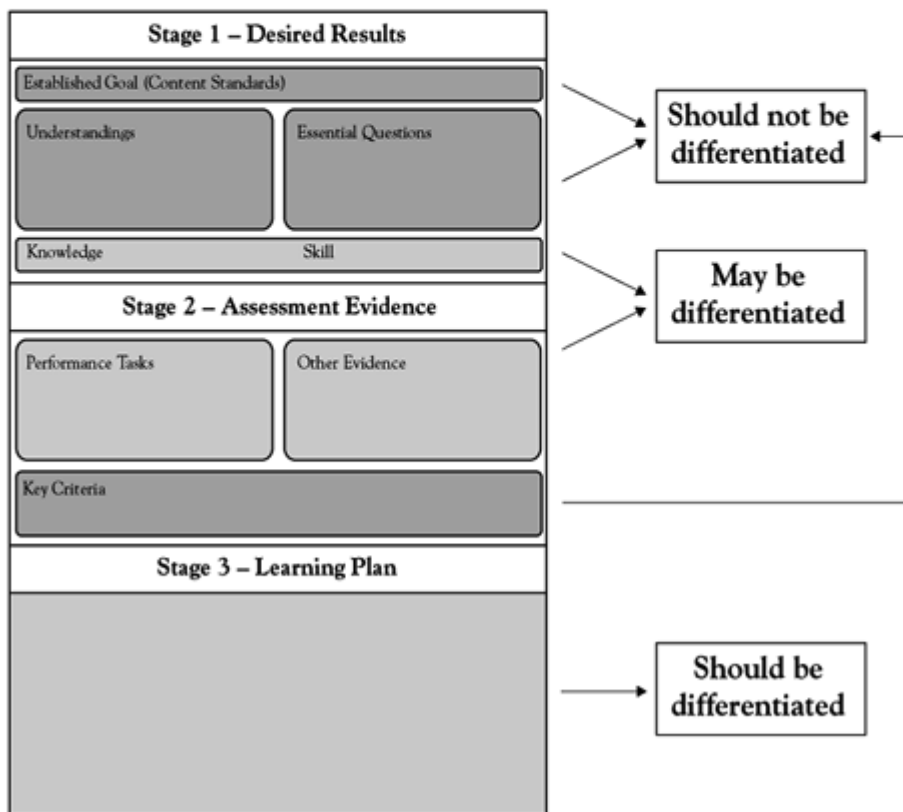 Stage 1 – Desired Results
Established Goal (Content Standards)
Understandings
Essential Questions
Should not be
differentiated
Knowledge
Skill
May be
differentiated
Stage 2 – Assessment Evidence
Performance Tasks
Other Evidence
Key Criteria
Stage 3 – Learning Plan
Should be
differentiated